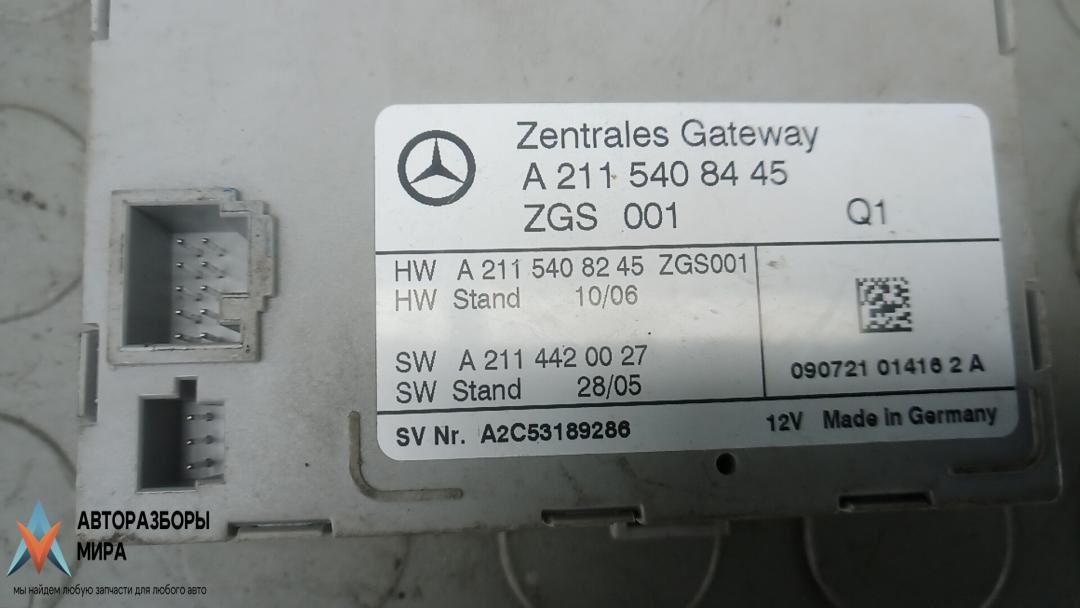 Zentrales Gateway
A 211 540 84 45
ZGS 001 Q1
HW A 211 540 82 45 ZGS001
HW Stand 10/06
SW A 211 442 00 27
SW Stand 28/05
090721 01416 2 A
SV Nr. A2C53189286
12V Made in Germany
АВТОРАЗБОРЫ
МИРА
мы найдем любую запчасти для любого авто